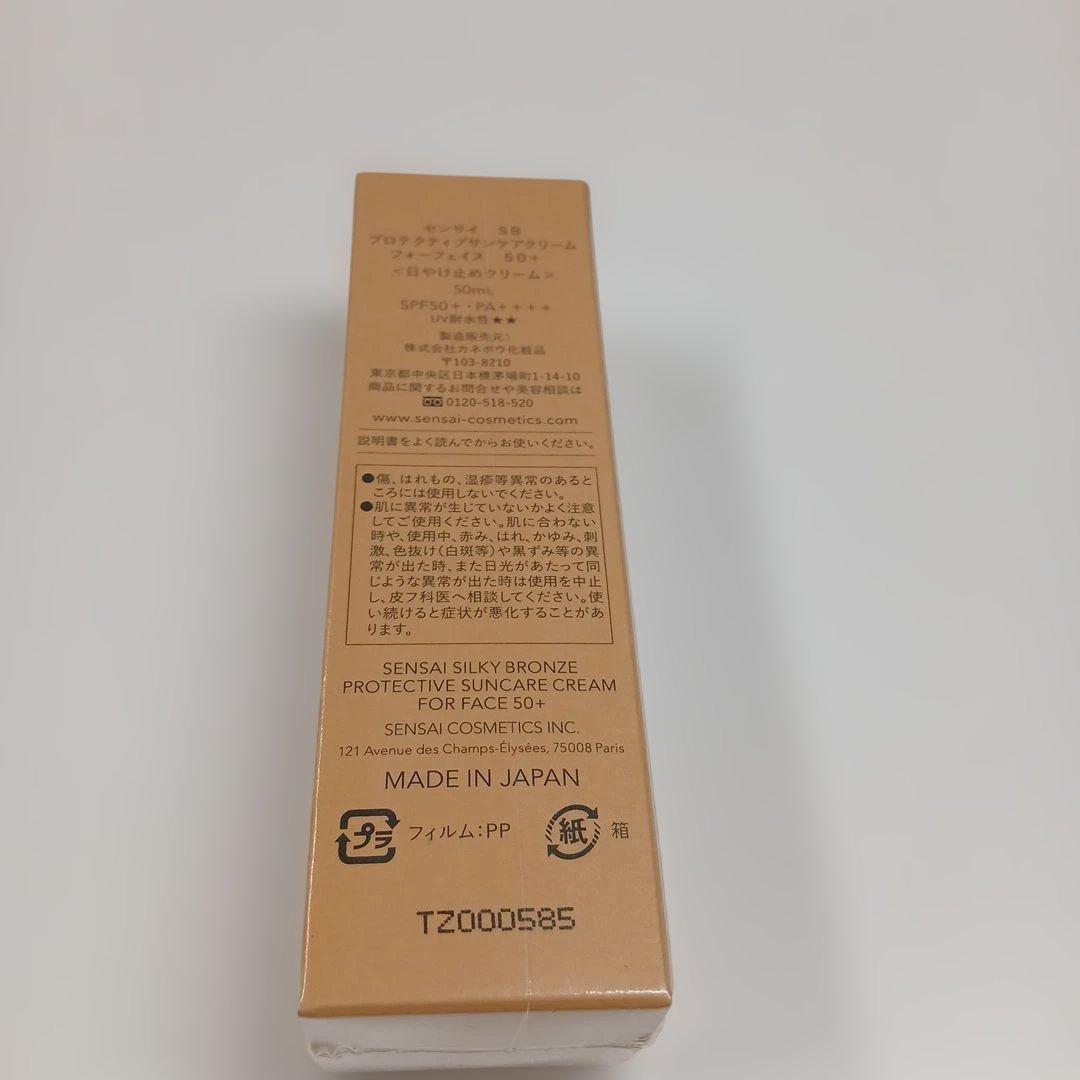 センサイ SB
プロテクティブサンケアクリーム
フォーフェイス 50+
<日やけ止めクリーム>
50mL
SPF50+・PA++++
UV耐水性★★
製造販売元:
株式会社カネボウ化粧品
〒103-8210
東京都中央区日本橋茅場町1-14-10
商品に関するお問合せや美容相談は
0120-518-520
www.sensai-cosmetics.com
説明書をよく読んでからお使いください。
●傷、はれもの、湿疹等異常のあると
ころには使用しないでください。
●肌に異常が生じていないかよく注意
してご使用ください。肌に合わない
時や、使用中、赤み、はれ、かゆみ、刺
激、色抜け(白斑等)や黒ずみ等の異
常が出た時、また日光があたって同
じような異常が出た時は使用を中止
し、皮フ科医へ相談してください。使
い続けると症状が悪化することがあ
ります。
SENSAI SILKY BRONZE
PROTECTIVE SUNCARE CREAM
FOR FACE 50+
SENSAI COSMETICS INC.
121 Avenue des Champs-Élysées, 75008 Paris
MADE IN JAPAN
プラ フィルム:PP 紙 箱
TZ000585